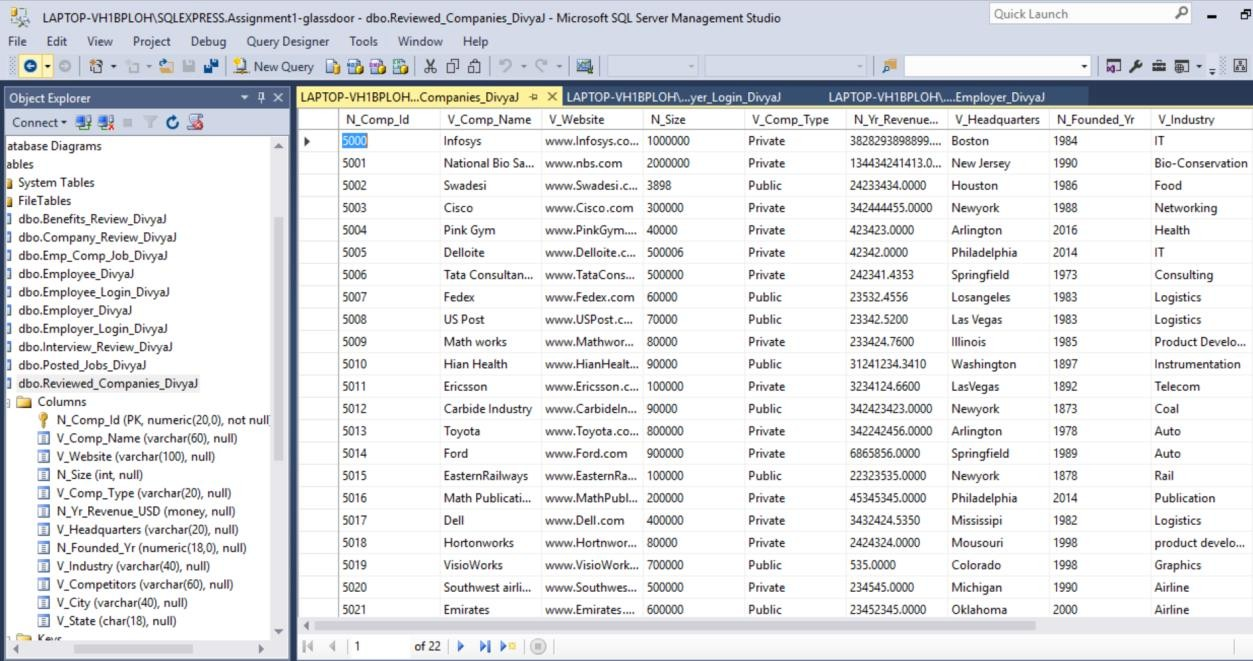 LAPTOP-VH1BPLOH\SQLEXPRESS.Assignment1-glassdoor - dbo.Reviewed_Companies_DivyaJ - Microsoft SQL Server Management Studio
Quick Launch
File Edit View Project Debug Query Designer Tools Window Help
New Query
Object Explorer
LAPTOP-VH1BPLOH...Companies_DivyaJ LAPTOP-VH1BPLOH\...yer_Login_DivyaJ LAPTOP-VH1BPLOH\....Employer_DivyaJ
Connect
atabase Diagrams
ables
System Tables
FileTables
dbo.Benefits_Review_DivyaJ
dbo.Company_Review_DivyaJ
dbo.Emp_Comp_Job_DivyaJ
dbo.Employee_DivyaJ
dbo.Employee_Login_DivyaJ
dbo.Employer_DivyaJ
dbo.Employer_Login_DivyaJ
dbo.Interview_Review_DivyaJ
dbo.Posted_Jobs_DivyaJ
dbo.Reviewed_Companies_DivyaJ
Columns
N_Comp_Id (PK, numeric(20,0), not null
V_Comp_Name (varchar(60), null)
V_Website (varchar(100), null)
N_Size (int, null)
V_Comp_Type (varchar(20), null)
N_Yr_Revenue_USD (money, null)
V_Headquarters (varchar(20), null)
N_Founded_Yr (numeric(18,0), null)
V_Industry (varchar(40), null)
V_Competitors (varchar(60), null)
V_City (varchar(40), null)
V_State (char(18), null)
Keys
N_Comp_Id V_Comp_Name V_Website N_Size V_Comp_Type N_Yr_Revenue... V_Headquarters N_Founded_Yr V_Industry
5000 Infosys www.Infosys.co... 1000000 Private 3828293898899.... Boston 1984 IT
5001 National Bio Sa... www.nbs.com 2000000 Private 134434241413.0... New Jersey 1990 Bio-Conservation
5002 Swadesi www.Swadesi.c... 3898 Public 24233434.0000 Houston 1986 Food
5003 Cisco www.Cisco.com 300000 Private 342444455.0000 Newyork 1988 Networking
5004 Pink Gym www.PinkGym.... 40000 Private 423423.0000 Arlington 2016 Health
5005 Delloite www.Delloite.c... 500006 Private 42342.0000 Philadelphia 2014 IT
5006 Tata Consultan... www.TataCons... 500000 Private 242341.4353 Springfield 1973 Consulting
5007 Fedex www.Fedex.com 60000 Public 23532.4556 Losangeles 1983 Logistics
5008 US Post www.USPost.c... 70000 Public 23342.5200 Las Vegas 1983 Logistics
5009 Math works www.Mathwor... 80000 Private 233424.7600 Illinois 1985 Product Develo...
5010 Hian Health www.HianHealt... 90000 Public 31241234.3410 Washington 1897 Instrumentation
5011 Ericsson www.Ericsson.c... 100000 Private 3234124.6600 LasVegas 1892 Telecom
5012 Carbide Industry www.CarbideIn... 90000 Private 342423423.0000 Newyork 1873 Coal
5013 Toyota www.Toyota.co... 800000 Private 342242456.0000 Arlington 1978 Auto
5014 Ford www.Ford.com 900000 Private 6865856.0000 Springfield 1989 Auto
5015 EasternRailways www.EasternRa... 100000 Public 22323535.0000 Newyork 1878 Rail
5016 Math Publicati... www.MathPubl... 200000 Private 45345345.0000 Philadelphia 2014 Publication
5017 Dell www.Dell.com 400000 Private 3432424.5350 Mississipi 1982 Logistics
5018 Hortonworks www.Hortnwor... 80000 Private 2424324.0000 Mousouri 1998 product develo...
5019 VisioWorks www.VisioWork... 700000 Public 535.0000 Colorado 1998 Graphics
5020 Southwest airli... www.Southwes... 500000 Private 234545.0000 Michigan 1990 Airline
5021 Emirates www.Emirates.... 600000 Public 23452345.0000 Oklahoma 2000 Airline
1 of 22